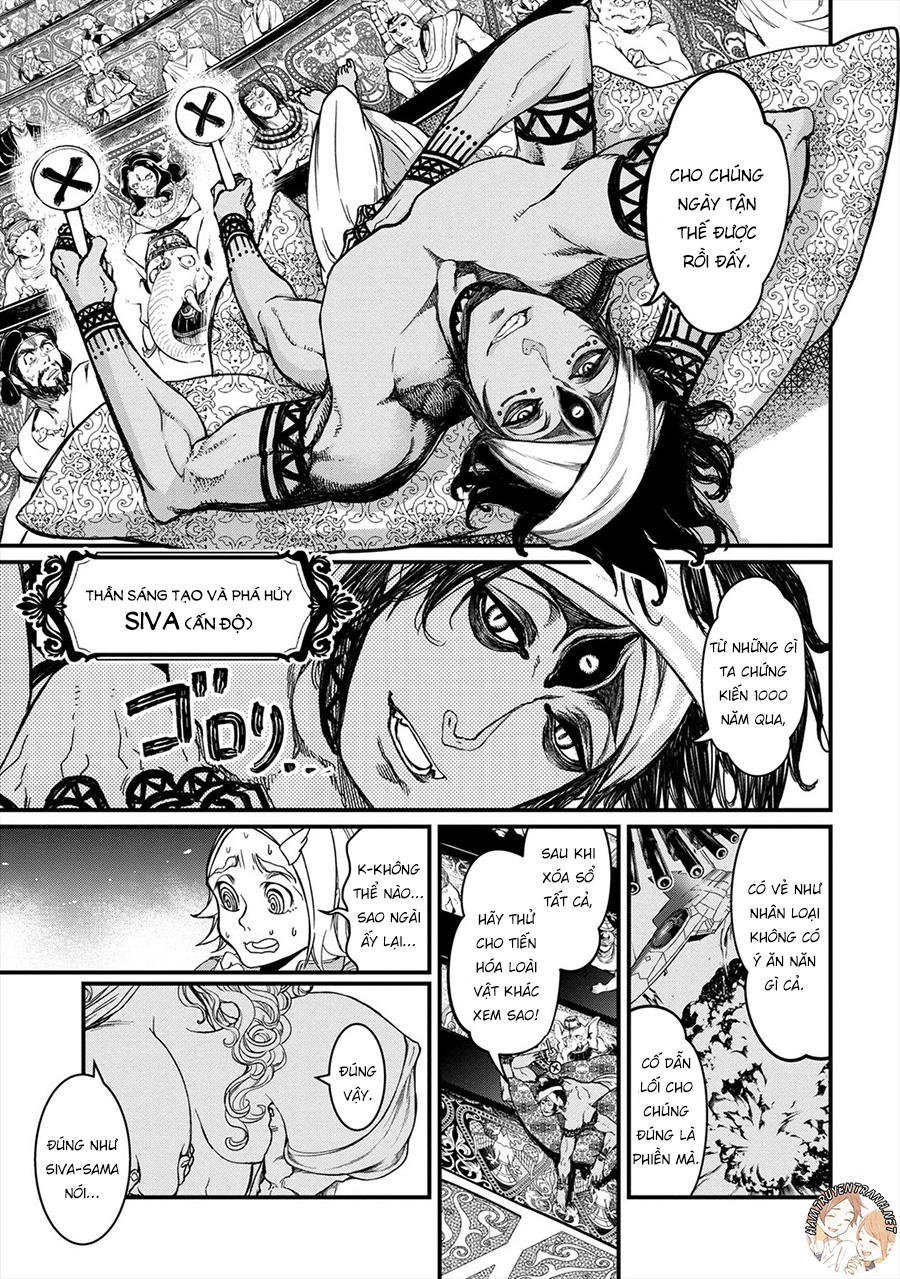 CHO CHÚNG
NGÀY TẬN
THẾ ĐƯỢC
RỒI ĐẤY.
THẦN SÁNG TẠO VÀ PHÁ HỦY
SIVA (ẤN ĐỘ)
TỪ NHỮNG GÌ
TA CHỨNG
KIẾN 1000
NĂM QUA,
ゴロリ...
CÓ VẺ NHƯ
NHÂN LOẠI
KHÔNG CÓ
Ý ĂN NĂN
GÌ CẢ.
CỐ DẪN
LỐI CHO
CHÚNG
ĐÚNG LÀ
PHIỀN MÀ.
SAU KHI
XÓA SỔ
TẤT CẢ,
HÃY THỬ
CHO TIẾN
HÓA LOÀI
VẬT KHÁC
XEM SAO!
K-KHÔNG
THỂ NÀO...
SAO NGÀI
ẤY LẠI...
ĐÚNG
VẬY.
ĐÚNG NHƯ
SIVA-SAMA
NÓI...
HAMTRUYENTRANH.NET